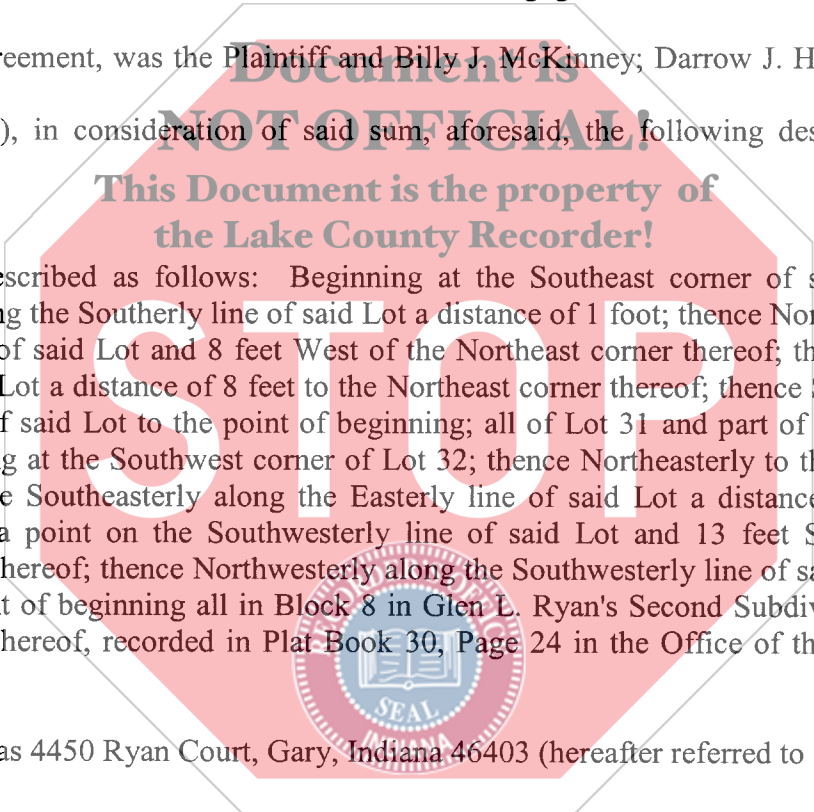 reement, was the Plaintiff and Billy J. McKinney; Darrow J. H
Document is
), in consideration of said sum, aforesaid, the following des
NOT OFFICIAL!
This Document is the property of
the Lake County Recorder!
escribed as follows: Beginning at the Southeast corner of s
ng the Southerly line of said Lot a distance of 1 foot; thence Nor
of said Lot and 8 feet West of the Northeast corner thereof; th
Lot a distance of 8 feet to the Northeast corner thereof; thence S
f said Lot to the point of beginning; all of Lot 31 and part of
g at the Southwest corner of Lot 32; thence Northeasterly to th
e Southeasterly along the Easterly line of said Lot a distance
a point on the Southwesterly line of said Lot and 13 feet S
hereof; thence Northwesterly along the Southwesterly line of sa
t of beginning all in Block 8 in Glen L. Ryan's Second Subdiv
hereof, recorded in Plat Book 30, Page 24 in the Office of th
as 4450 Ryan Court, Gary, Indiana 46403 (hereafter referred to
STOP
SEAL
INDIANA